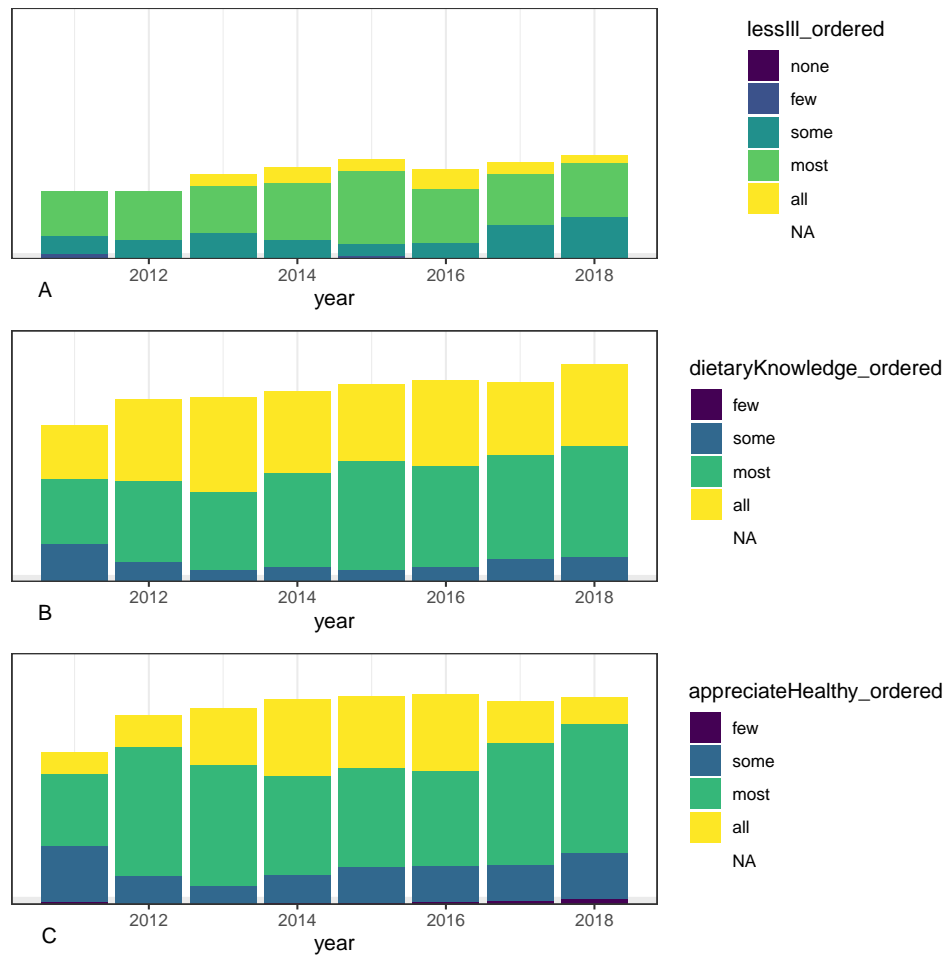 lessIll_ordered
none
few
some
most
all
NA
2012 2014 2016 2018
A
year
dietaryKnowledge_ordered
few
some
most
all
NA
2012 2014 2016 2018
B
year
appreciateHealthy_ordered
few
some
most
all
NA
2012 2014 2016 2018
C
year